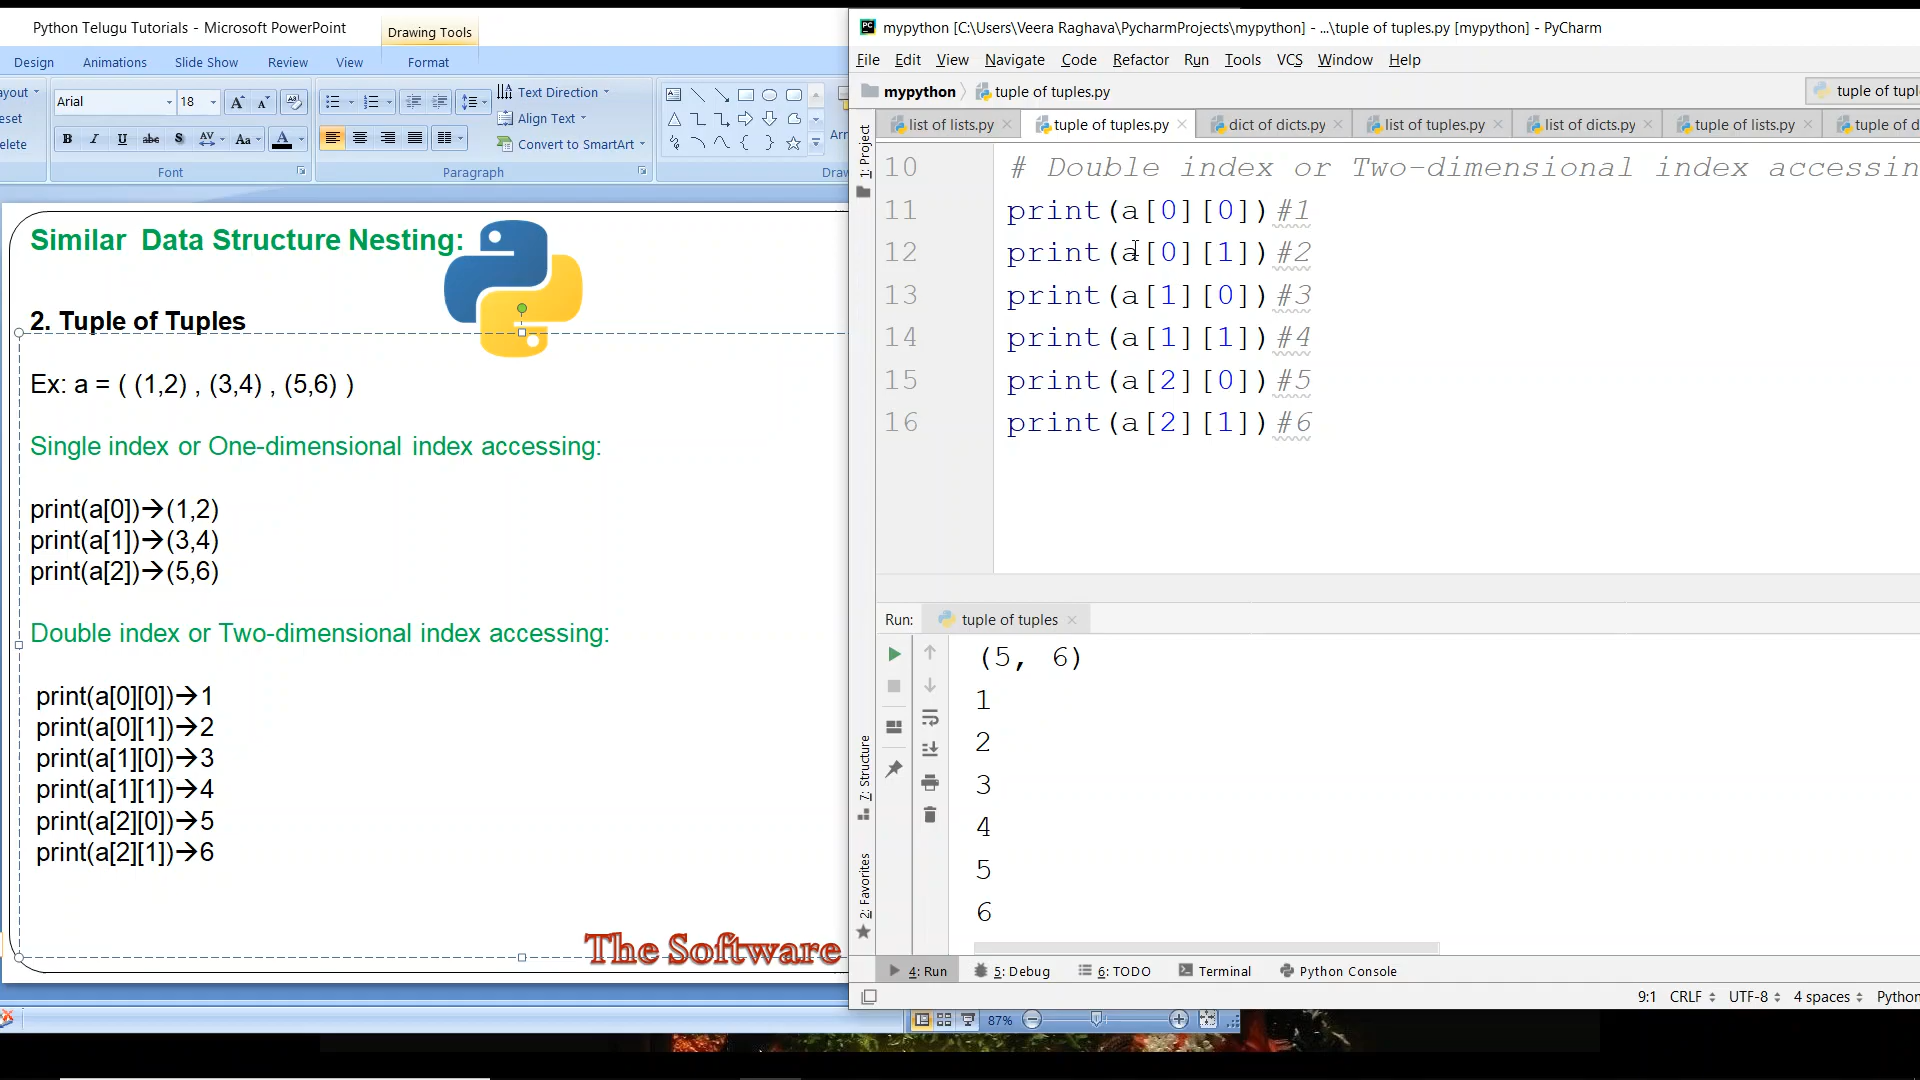 Python Telugu Tutorials - Microsoft PowerPoint
Drawing Tools
Design Animations Slide Show Review View Format
Arial 18
Text Direction
Align Text
Convert to SmartArt
B I U abc S AV Aa A
Font Paragraph
Similar Data Structure Nesting:
2. Tuple of Tuples
Ex: a = ( (1,2) , (3,4) , (5,6) )
Single index or One-dimensional index accessing:
print(a[0])→(1,2)
print(a[1])→(3,4)
print(a[2])→(5,6)
Double index or Two-dimensional index accessing:
print(a[0][0])→1
print(a[0][1])→2
print(a[1][0])→3
print(a[1][1])→4
print(a[2][0])→5
print(a[2][1])→6
The Software
87%
mypython [C:\Users\Veera Raghava\PycharmProjects\mypython] - ...\tuple of tuples.py [mypython] - PyCharm
File Edit View Navigate Code Refactor Run Tools VCS Window Help
mypython tuple of tuples.py
list of lists.py tuple of tuples.py dict of dicts.py list of tuples.py list of dicts.py tuple of lists.py tuple of d
1: Project
10 # Double index or Two-dimensional index accessin
11 print(a[0][0])#1
12 print(a[0][1])#2
13 print(a[1][0])#3
14 print(a[1][1])#4
15 print(a[2][0])#5
16 print(a[2][1])#6
Run: tuple of tuples
(5, 6)
1
2
3
4
5
6
7: Structure
2: Favorites
4: Run 5: Debug 6: TODO Terminal Python Console
9:1 CRLF UTF-8 4 spaces Python